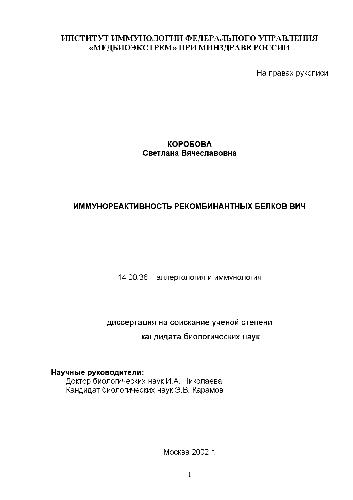 ИНСТИТУТ ИММУНОЛОГИИ ФЕДЕРАЛЬНОГО УПРАВЛЕНИЯ
«МЕДБИОЭКСТРЕМ» ПРИ МИНЗДРАВЕ РОССИИ
На правах рукописи
КОРОБОВА
Светлана Вячеславовна
ИММУНОРЕАКТИВНОСТЬ РЕКОМБИНАНТНЫХ БЕЛКОВ ВИЧ
14.00.36 аллергология и иммунология
диссертация на соискание ученой степени
кандидата биологических наук
Научные руководители:
Доктор биологических наук И.А. Николаева
Кандидат биологических наук Э.В. Карамов
Москва 2002 г.
1